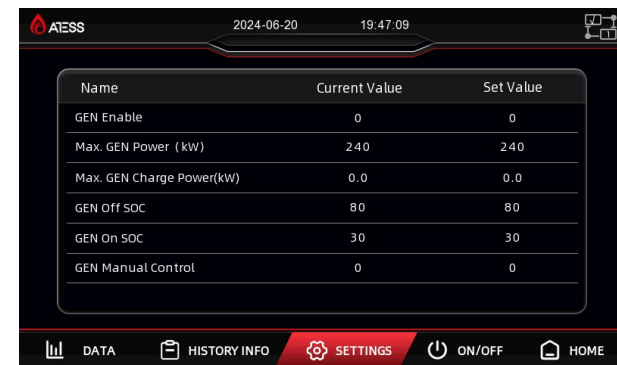 ATESS 2024-06-20 19:47:09
1
Name Current Value Set Value
GEN Enable 0 0
Max. GEN Power (kW) 240 240
Max. GEN Charge Power(kW) 0.0 0.0
GEN Off SOC 80 80
GEN On SOC 30 30
GEN Manual Control 0 0
DATA HISTORY INFO SETTINGS ON/OFF HOME